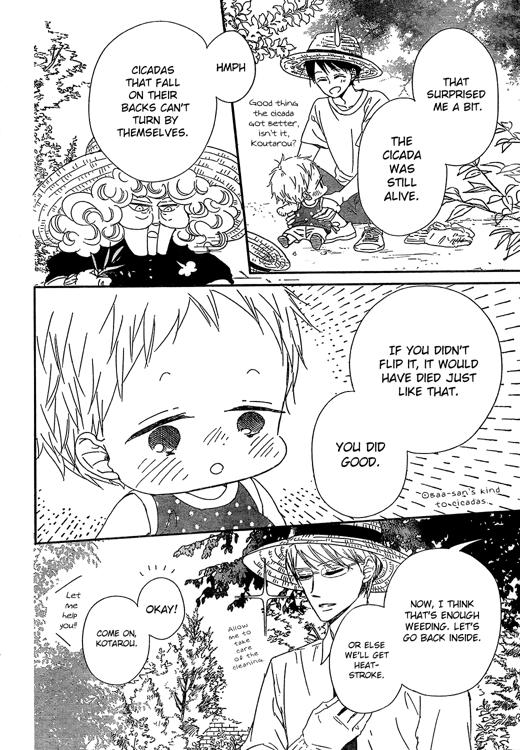 THAT
SURPRISED
ME A BIT.
THE
CICADA
WAS
STILL
ALIVE.
Good thing
the cicada
got better,
isn't it,
Koutarou?
HMPH
CICADAS
THAT FALL
ON THEIR
BACKS CAN'T
TURN BY
THEMSELVES.
IF YOU DIDN'T
FLIP IT, IT WOULD
HAVE DIED JUST
LIKE THAT.
YOU DID
GOOD.
©Baa-san's kind
to cicadas.
NOW, I THINK
THAT'S ENOUGH
WEEDING. LET'S
GO BACK INSIDE.
OR ELSE
WE'LL GET
HEAT-
STROKE.
Allow
me to
take
care
of the
cleaning.
OKAY!
COME ON,
KOTAROU.
Let
me
help
you!!